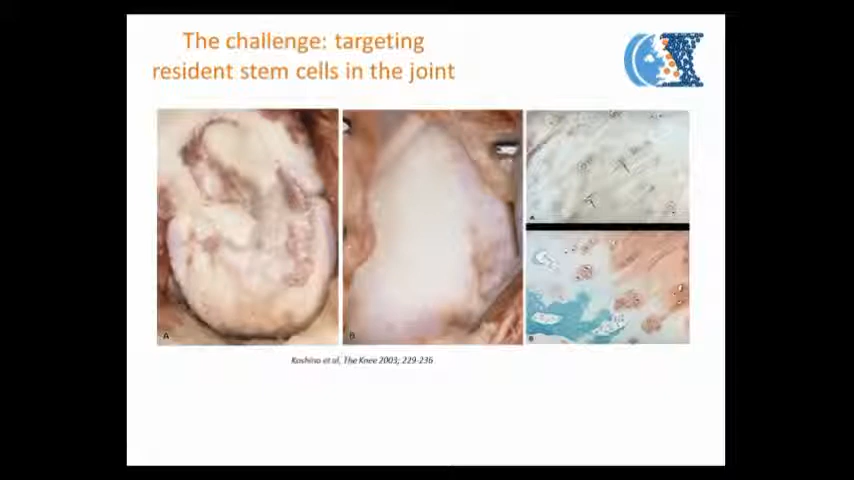 The challenge: targeting
resident stem cells in the joint
A
B
A
B
Koshino et al, The Knee 2003; 229-236